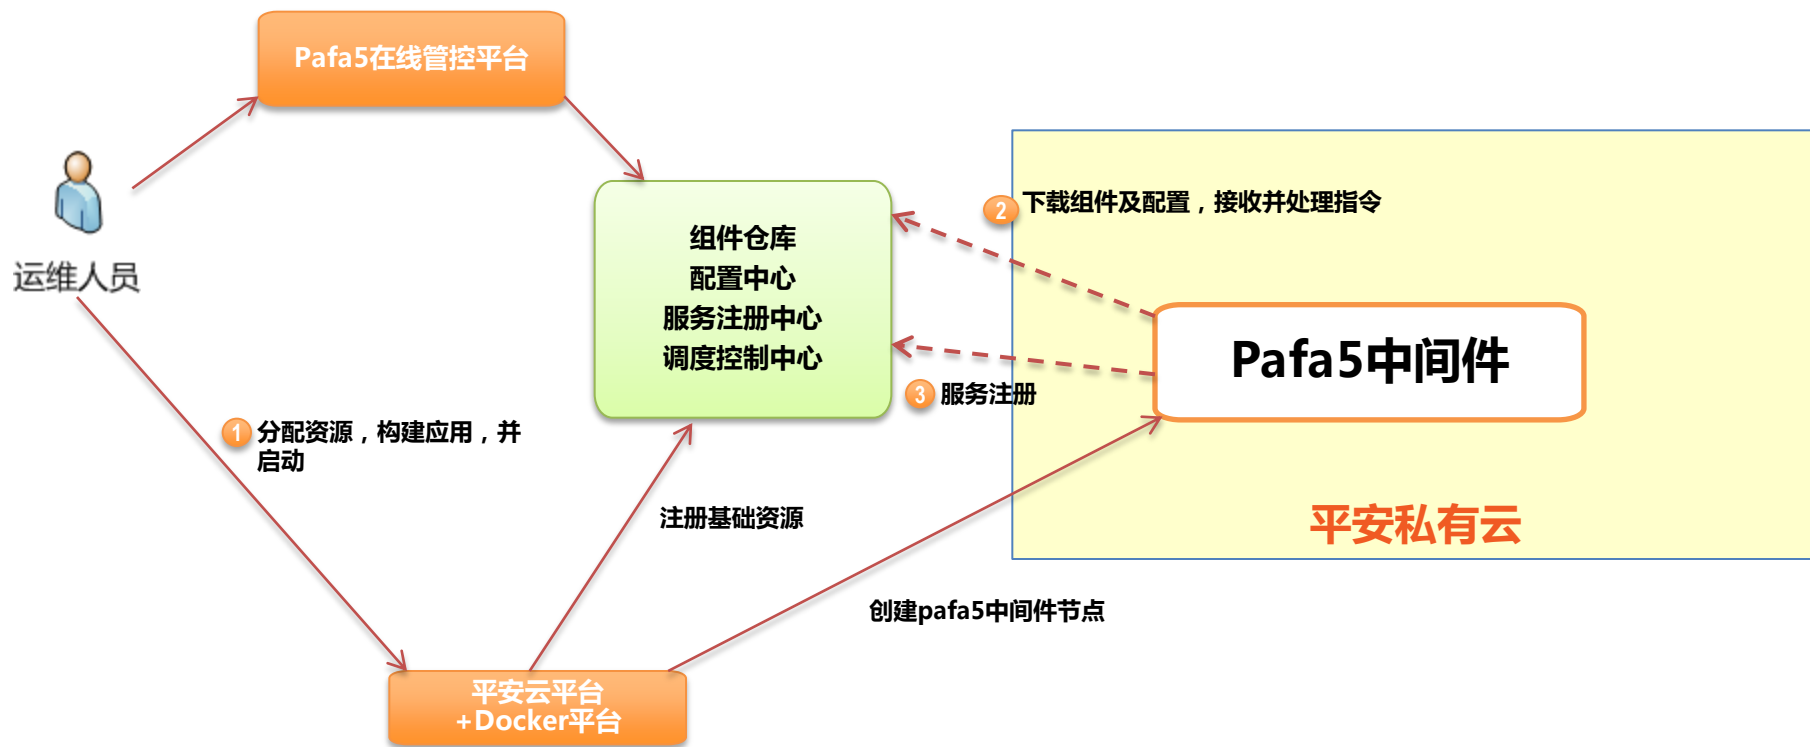 Pafa5在线管控平台
运维人员
组件仓库
配置中心
服务注册中心
调度控制中心
2 下载组件及配置，接收并处理指令
Pafa5中间件
3 服务注册
1 分配资源，构建应用，并
启动
注册基础资源
平安私有云
创建pafa5中间件节点
平安云平台
+Docker平台